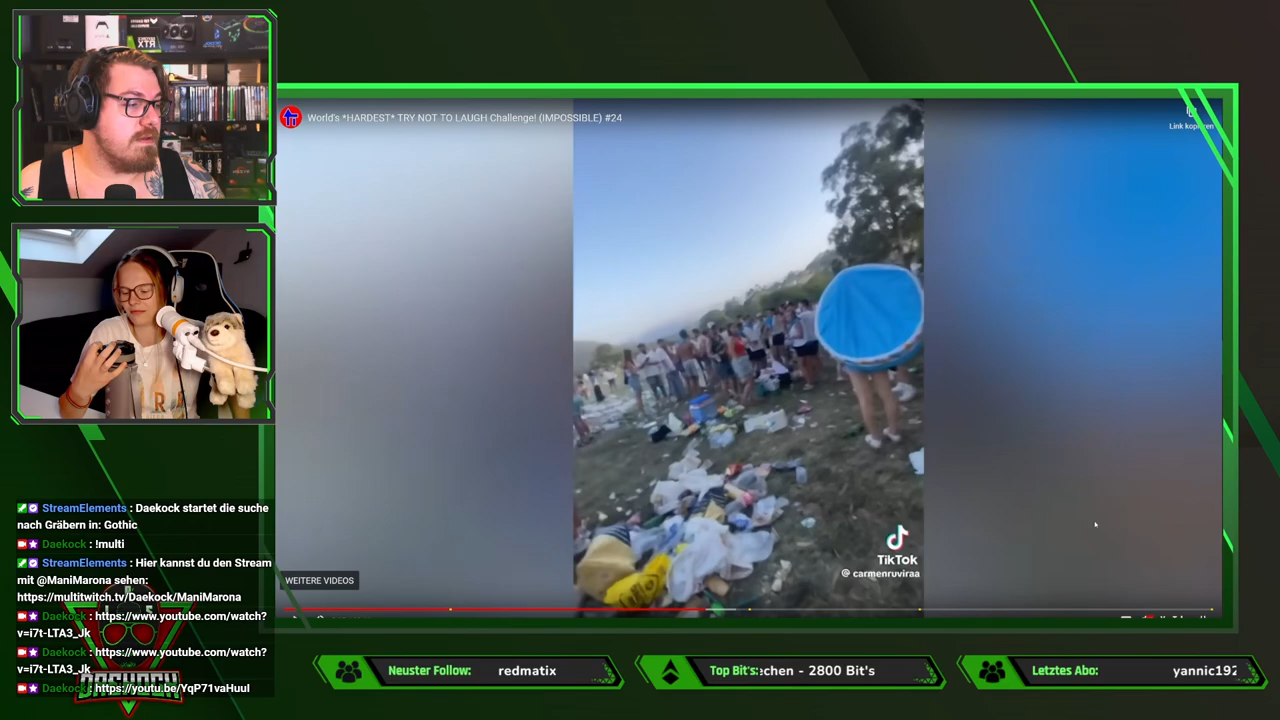 World's *HARDEST* TRY NOT TO LAUGH Challenge! (IMPOSSIBLE) #24
Link kopieren
TikTok
@ carmenruviraa
WEITERE VIDEOS
StreamElements : Daekock startet die suche
nach Gräbern in: Gothic
Daekock : !multi
StreamElements : Hier kannst du den Stream
mit @ManiMarona sehen:
https://multitwitch.tv/Daekock/ManiMarona
Daekock : https://www.youtube.com/watch?
v=i7t-LTA3_Jk
Daekock : https://www.youtube.com/watch?
v=i7t-LTA3_Jk
Daekock : https://youtu.be/YqP71vaHuuI
Neuster Follow: redmatix
Top Bit's: echen - 2800 Bit's
Letztes Abo: yannic192